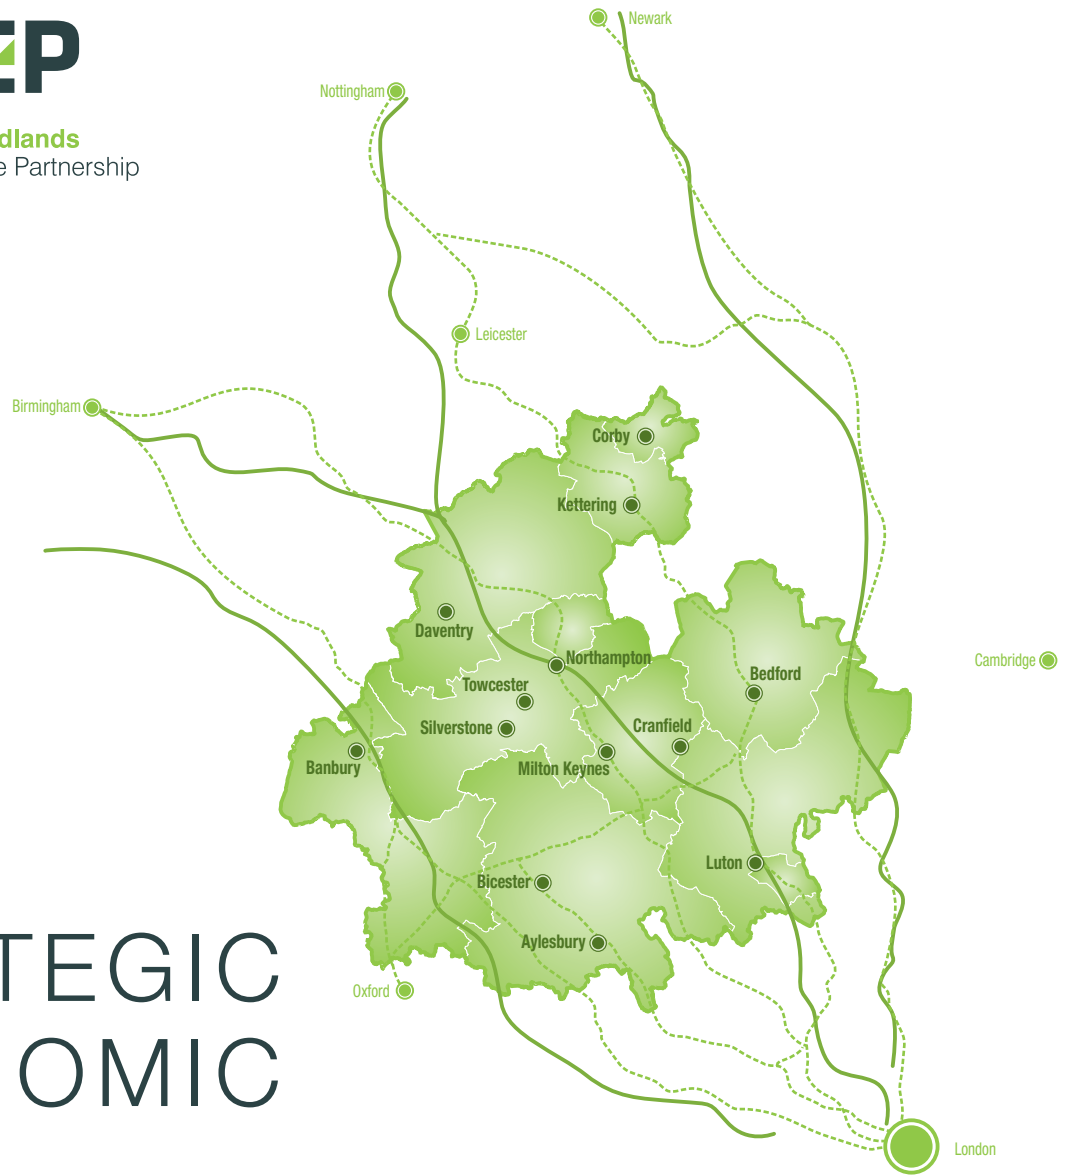 Newark
EP
Nottingham
dlands
e Partnership
Leicester
Birmingham
Corby
Kettering
Daventry
Northampton
Cambridge
Bedford
Towcester
Silverstone
Cranfield
Banbury
Milton Keynes
Luton
Bicester
Aylesbury
TEGIC
Oxford
OMIC
London